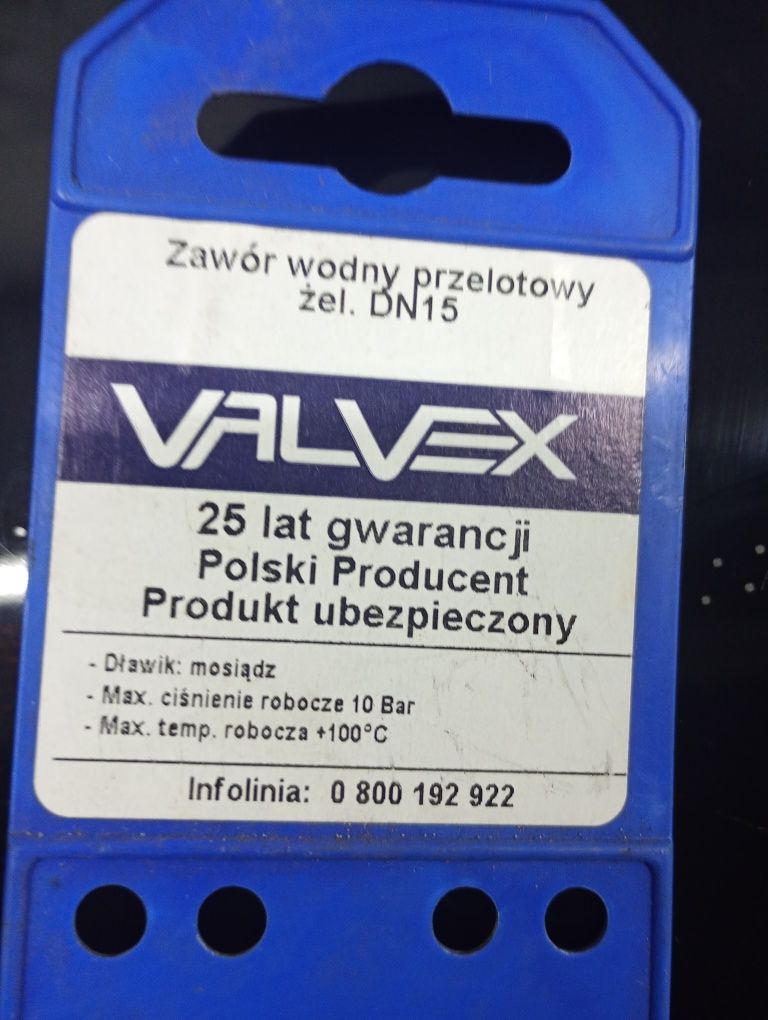 Zawór wodny przelotowy
żel. DN15
VALVEX™
25 lat gwarancji
Polski Producent
Produkt ubezpieczony
- Dławik: mosiądz
- Max. ciśnienie robocze 10 Bar
- Max. temp. robocza +100°C
Infolinia: 0 800 192 922